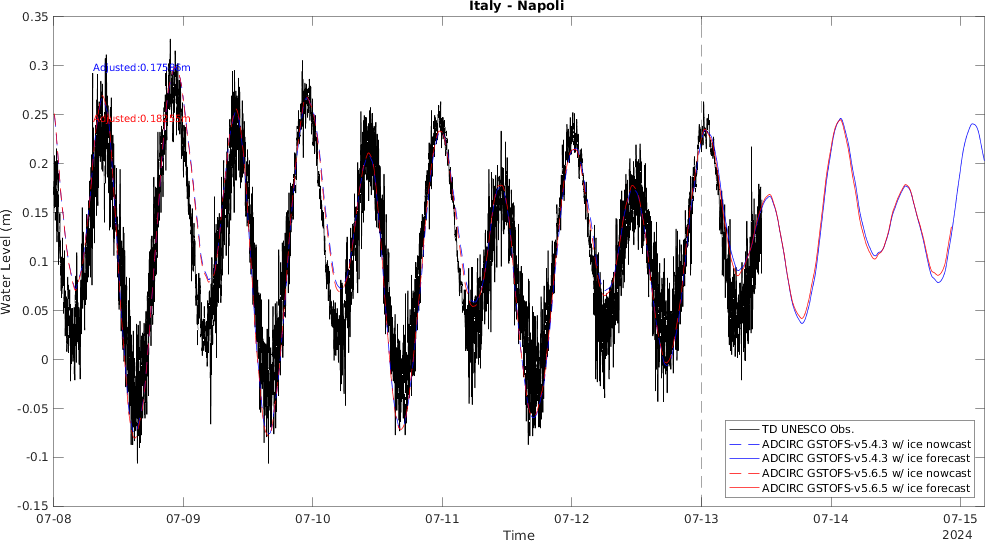 Italy - Napoli
Water Level (m)
0.35
0.3
0.25
0.2
0.15
0.1
0.05
0
-0.05
-0.1
-0.15
TD UNESCO Obs.
ADCIRC GSTOFS-v5.4.3 w/ ice nowcast
ADCIRC GSTOFS-v5.4.3 w/ ice forecast
ADCIRC GSTOFS-v5.6.5 w/ ice nowcast
ADCIRC GSTOFS-v5.6.5 w/ ice forecast
07-08 07-09 07-10 07-11 07-12 07-13 07-14 07-15
Time
2024